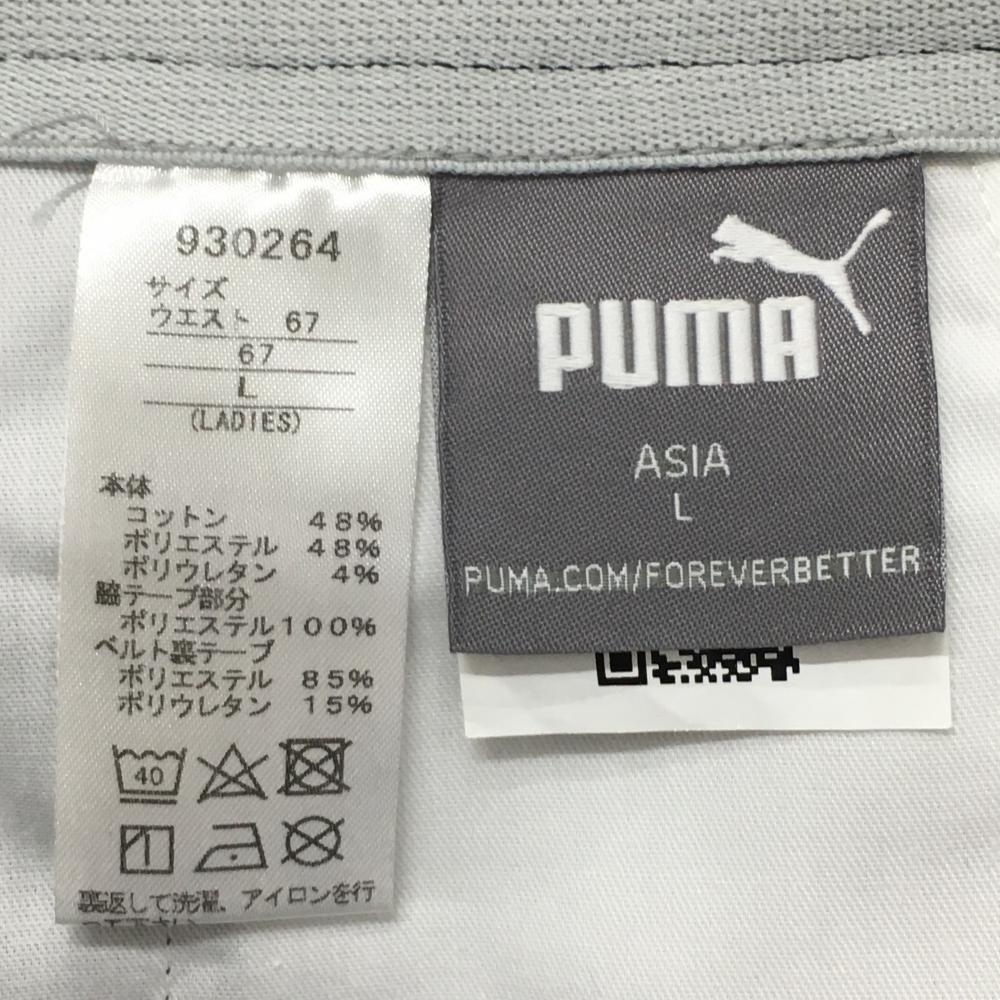 930264
サイズ
ウエスト 67
67
L
(LADIES)
本体
コットン 48%
ポリエステル 48%
ポリウレタン 4%
脇テープ部分
ポリエステル 100%
ベルト裏テープ
ポリエステル 85%
ポリウレタン 15%
40
裏返して洗濯、アイロンを行
PUMA
ASIA
L
PUMA.COM/FOREVERBETTER